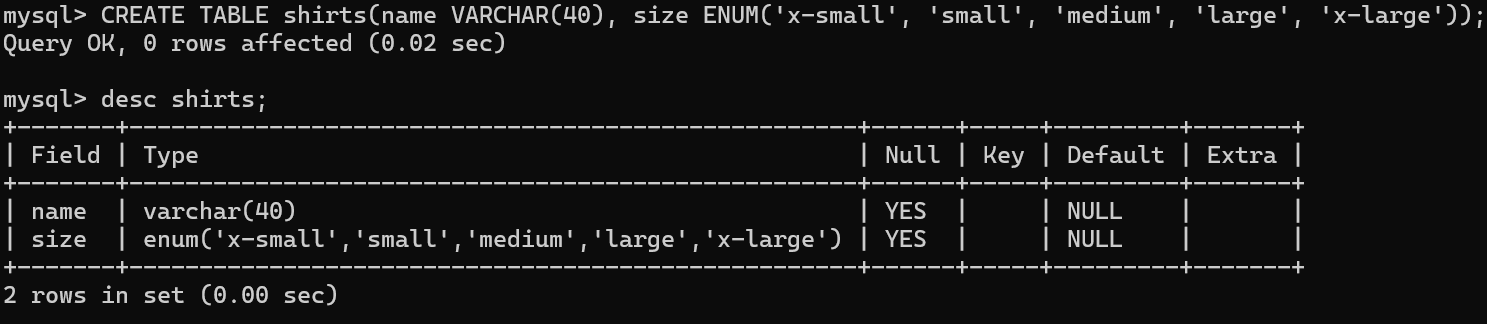 mysql> CREATE TABLE shirts(name VARCHAR(40), size ENUM('x-small', 'small', 'medium', 'large', 'x-large'));
Query OK, 0 rows affected (0.02 sec)
mysql> desc shirts;
+-------+----------------------------------------------------+------+-----+---------+-------+
| Field | Type                                               | Null | Key | Default | Extra |
+-------+----------------------------------------------------+------+-----+---------+-------+
| name  | varchar(40)                                        | YES  |     | NULL    |       |
| size  | enum('x-small','small','medium','large','x-large') | YES  |     | NULL    |       |
+-------+----------------------------------------------------+------+-----+---------+-------+
2 rows in set (0.00 sec)